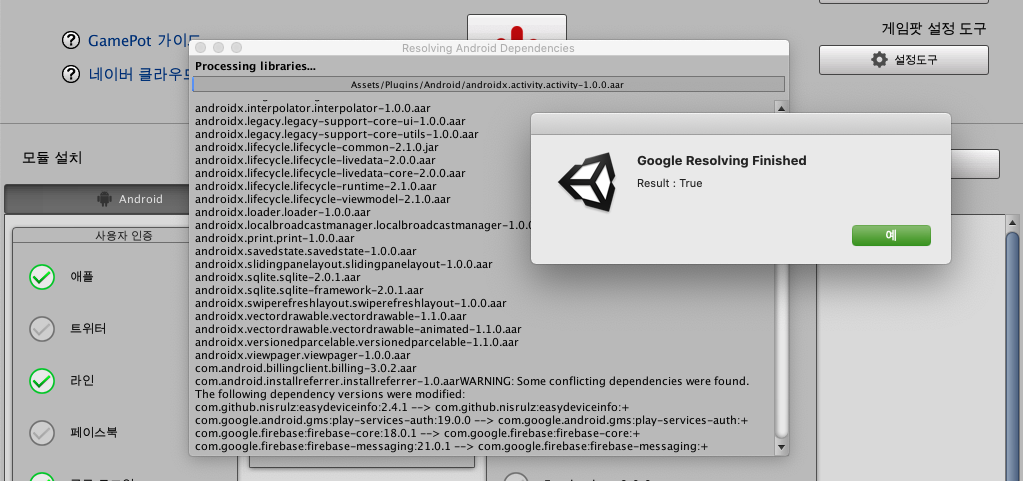 게임팟 설정 도구
GamePot 가이드
네이버 클라우드
설정도구
모듈 설치
Android
사용자 인증
애플
트위터
라인
페이스북
Resolving Android Dependencies
Processing libraries...
Assets/Plugins/Android/androidx.activity.activity-1.0.0.aar
androidx.interpolator.interpolator-1.0.0.aar
androidx.legacy.legacy-support-core-ui-1.0.0.aar
androidx.legacy.legacy-support-core-utils-1.0.0.aar
androidx.lifecycle.lifecycle-common-2.1.0.jar
androidx.lifecycle.lifecycle-livedata-2.0.0.aar
androidx.lifecycle.lifecycle-livedata-core-2.0.0.aar
androidx.lifecycle.lifecycle-runtime-2.1.0.aar
androidx.lifecycle.lifecycle-viewmodel-2.1.0.aar
androidx.loader.loader-1.0.0.aar
androidx.localbroadcastmanager.localbroadcastmanager-1.0.0
androidx.print.print-1.0.0.aar
androidx.savedstate.savedstate-1.0.0.aar
androidx.slidingpanelayout.slidingpanelayout-1.0.0.aar
androidx.sqlite.sqlite-2.0.1.aar
androidx.sqlite.sqlite-framework-2.0.1.aar
androidx.swiperefreshlayout.swiperefreshlayout-1.0.0.aar
androidx.vectordrawable.vectordrawable-1.1.0.aar
androidx.vectordrawable.vectordrawable-animated-1.1.0.aar
androidx.versionedparcelable.versionedparcelable-1.1.0.aar
androidx.viewpager.viewpager-1.0.0.aar
com.android.billingclient.billing-3.0.2.aar
com.android.installreferrer.installreferrer-1.0.aarWARNING: Some conflicting dependencies were found.
The following dependency versions were modified:
com.github.nisrulz:easydeviceinfo:2.4.1 --> com.github.nisrulz:easydeviceinfo:+
com.google.android.gms:play-services-auth:19.0.0 --> com.google.android.gms:play-services-auth:+
com.google.firebase:firebase-core:18.0.1 --> com.google.firebase:firebase-core:+
com.google.firebase:firebase-messaging:21.0.1 --> com.google.firebase:firebase-messaging:+
Google Resolving Finished
Result : True
예